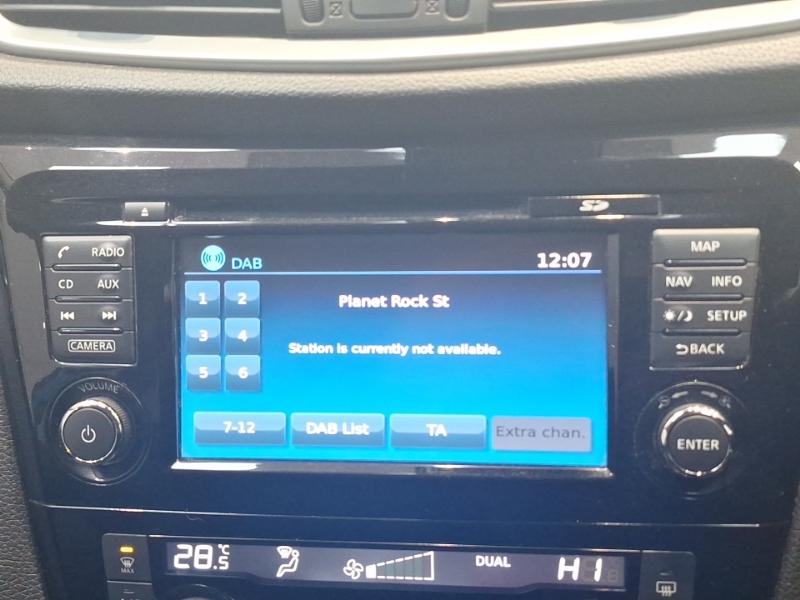 SD
RADIO
CD AUX
CAMERA
VOLUME
DAB 12:07
1 2
3 4
5 6
Planet Rock St
Station is currently not available.
7-12 DAB List TA Extra chan.
MAP
NAV INFO
SETUP
BACK
ENTER
MAX
28.5 °C DUAL HI